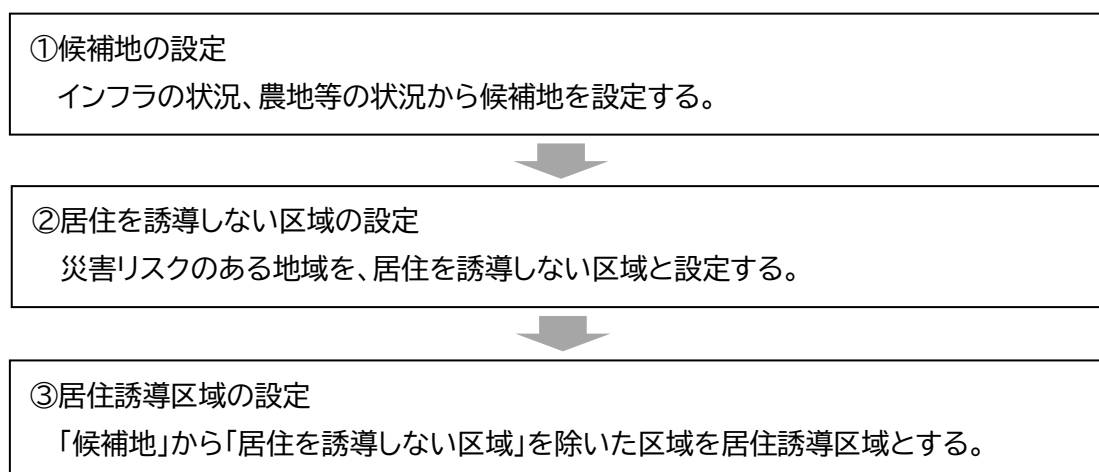 ①候補地の設定
インフラの状況、農地等の状況から候補地を設定する。
②居住を誘導しない区域の設定
災害リスクのある地域を、居住を誘導しない区域と設定する。
③居住誘導区域の設定
「候補地」から「居住を誘導しない区域」を除いた区域を居住誘導区域とする。